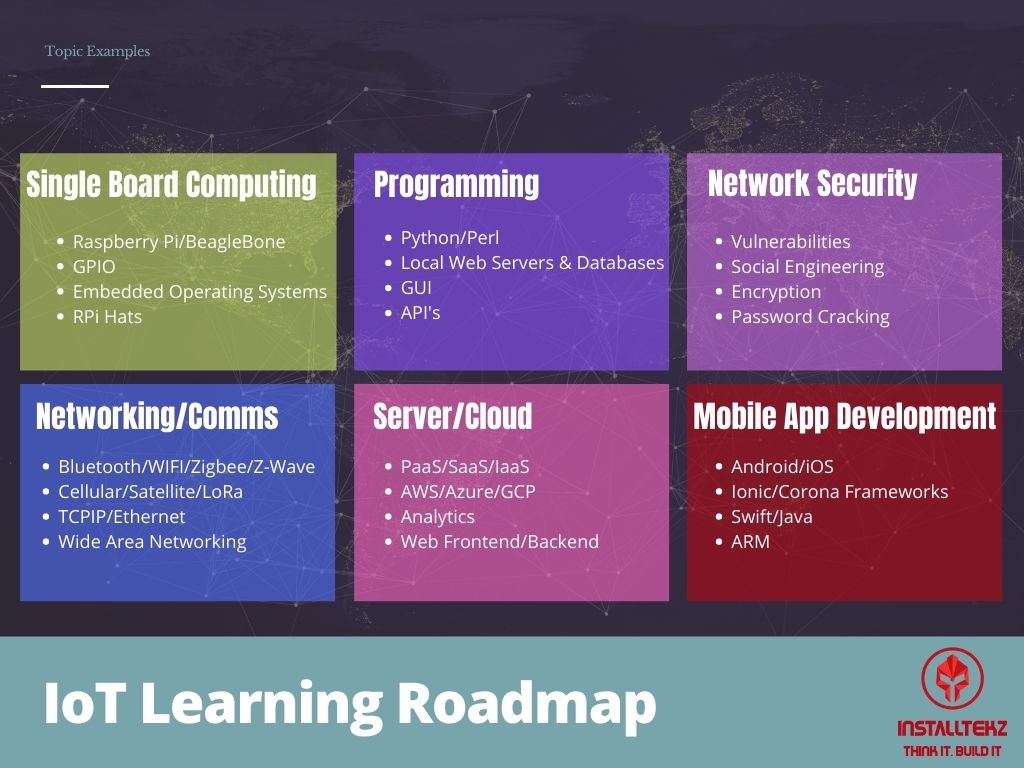 Topic Examples
Single Board Computing
• Raspberry Pi/BeagleBone
• GPIO
• Embedded Operating Systems
• RPi Hats
Programming
• Python/Perl
• Local Web Servers & Databases
• GUI
• API's
Network Security
• Vulnerabilities
• Social Engineering
• Encryption
• Password Cracking
Networking/Comms
• Bluetooth/WIFI/Zigbee/Z-Wave
• Cellular/Satellite/LoRa
• TCPIP/Ethernet
• Wide Area Networking
Server/Cloud
• PaaS/SaaS/IaaS
• AWS/Azure/GCP
• Analytics
• Web Frontend/Backend
Mobile App Development
• Android/iOS
• Ionic/Corona Frameworks
• Swift/Java
• ARM
IoT Learning Roadmap
INSTALLTEKZ
THINK IT. BUILD IT